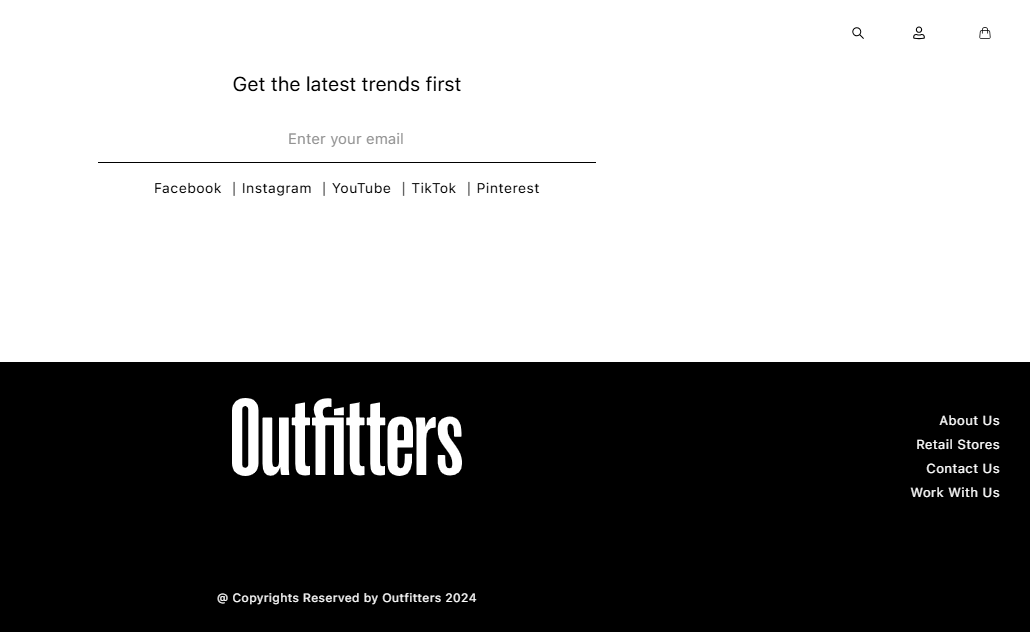 Get the latest trends first
Enter your email
Facebook | Instagram | YouTube | TikTok | Pinterest
Outfitters
About Us
Retail Stores
Contact Us
Work With Us
@ Copyrights Reserved by Outfitters 2024